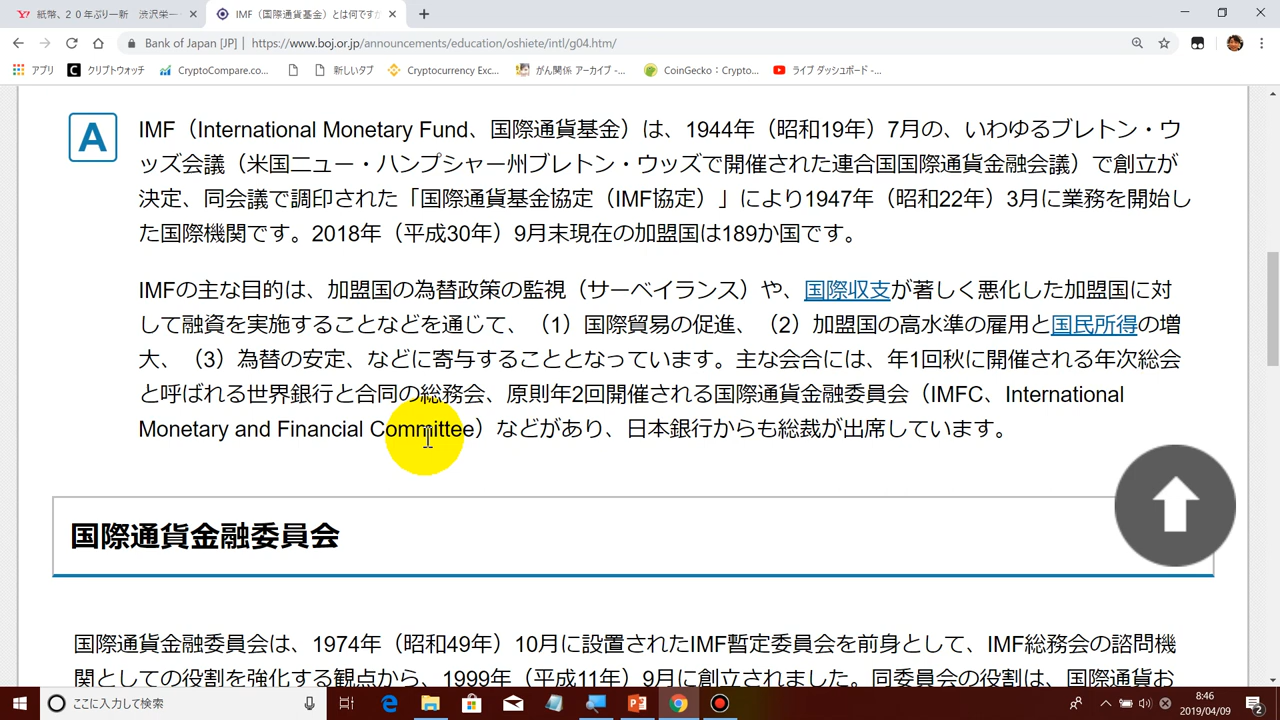 紙幣、２０年ぶり一新　渋沢栄一
IMF（国際通貨基金）とは何ですか
Bank of Japan [JP] | https://www.boj.or.jp/announcements/education/oshiete/intl/g04.htm/
アプリ クリプトウォッチ CryptoCompare.co... 新しいタブ Cryptocurrency Exc... がん関係 アーカイブ -... CoinGecko：Crypto... ライブ ダッシュボード -...
A
IMF（International Monetary Fund、国際通貨基金）は、1944年（昭和19年）7月の、いわゆるブレトン・ウ
ッズ会議（米国ニュー・ハンプシャー州ブレトン・ウッズで開催された連合国国際通貨金融会議）で創立が
決定、同会議で調印された「国際通貨基金協定（IMF協定）」により1947年（昭和22年）3月に業務を開始し
た国際機関です。2018年（平成30年）9月末現在の加盟国は189か国です。
IMFの主な目的は、加盟国の為替政策の監視（サーベイランス）や、国際収支が著しく悪化した加盟国に対
して融資を実施することなどを通じて、（1）国際貿易の促進、（2）加盟国の高水準の雇用と国民所得の増
大、（3）為替の安定、などに寄与することとなっています。主な会合には、年1回秋に開催される年次総会
と呼ばれる世界銀行と合同の総務会、原則年2回開催される国際通貨金融委員会（IMFC、International
Monetary and Financial Committee）などがあり、日本銀行からも総裁が出席しています。
国際通貨金融委員会
国際通貨金融委員会は、1974年（昭和49年）10月に設置されたIMF暫定委員会を前身として、IMF総務会の諮問機
関としての役割を強化する観点から、1999年（平成11年）9月に創立されました。同委員会の役割は、国際通貨お
ここに入力して検索
8:46
2019/04/09
2